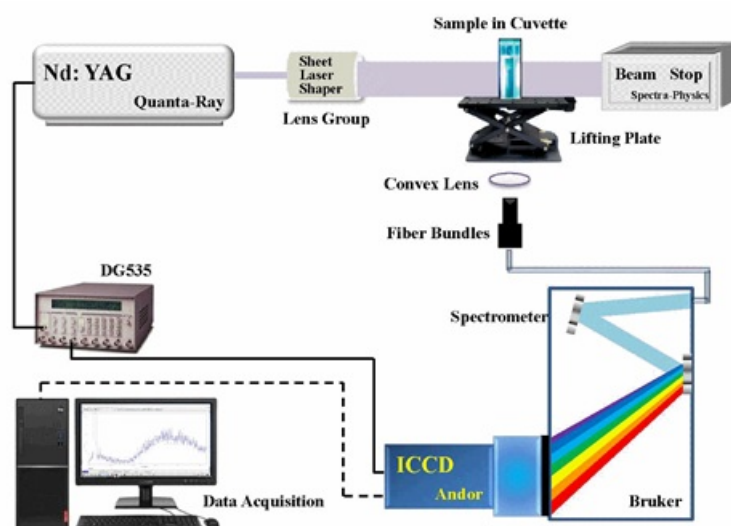 Sample in Cuvette
Nd: YAG
Quanta-Ray
Sheet
Laser
Shaper
Lens Group
Beam Stop
Spectra-Physics
Lifting Plate
Convex Lens
Fiber Bundles
DG535
Spectrometer
ICCD
Andor
Bruker
Data Acquisition